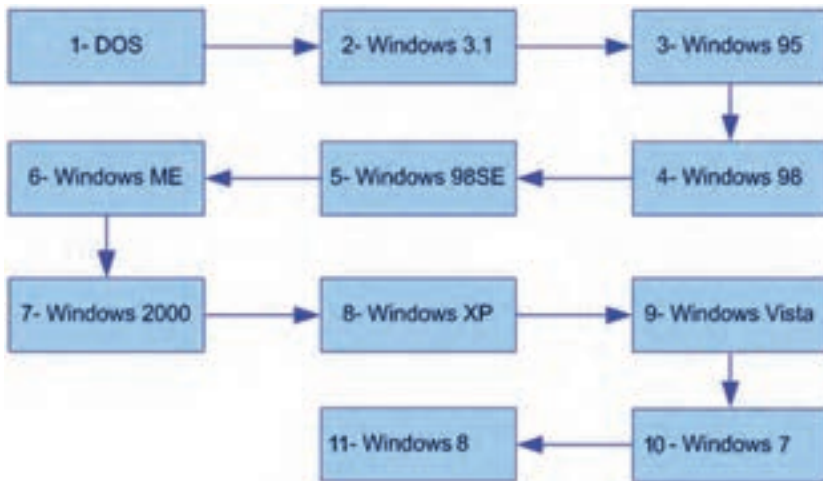 1- DOS
2- Windows 3.1
3- Windows 95
4- Windows 98
5- Windows 98SE
6- Windows ME
7- Windows 2000
8- Windows XP
9- Windows Vista
10 - Windows 7
11- Windows 8